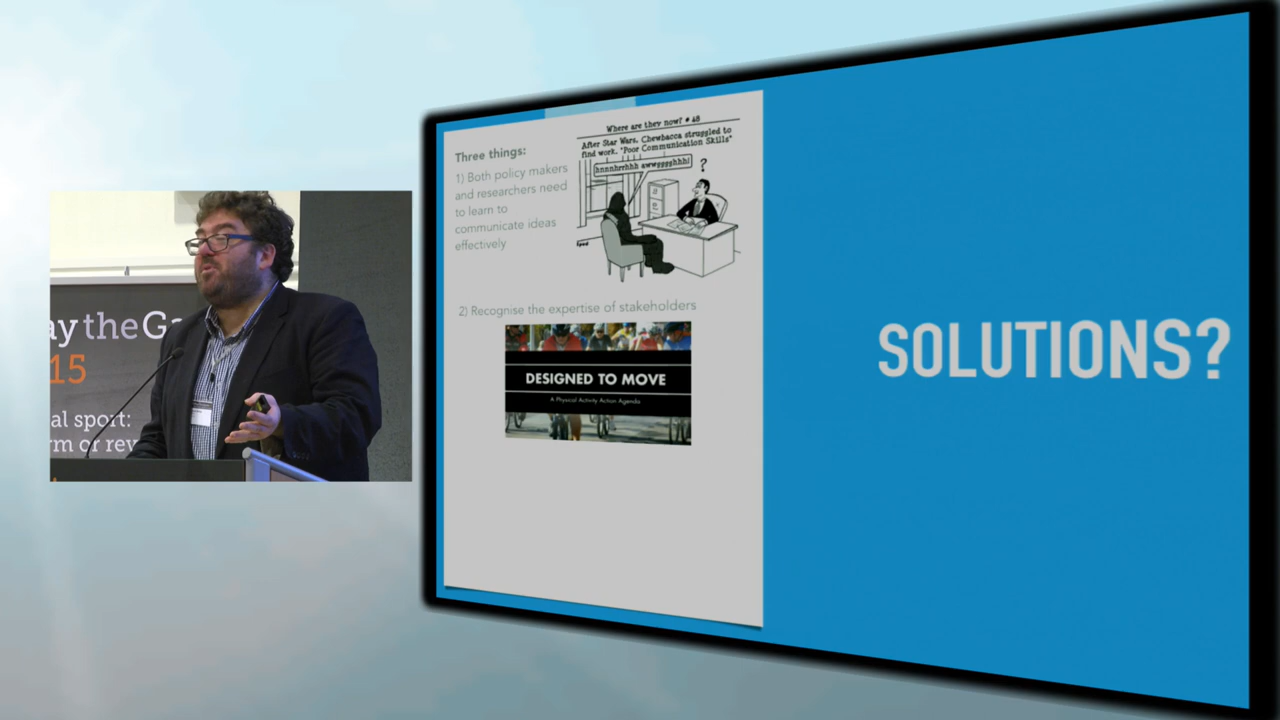 ay the Ga
15
al sport:
rm or rev
Three things:
1) Both policy makers
and researchers need
to learn to
communicate ideas
effectively
Where are they now? # 48
After Star Wars, Chewbacca struggled to
find work. "Poor Communication Skills"
hnnnhrrhhh awwgggghhh!
?
2) Recognise the expertise of stakeholders
DESIGNED TO MOVE
A Physical Activity Action Agenda
SOLUTIONS?